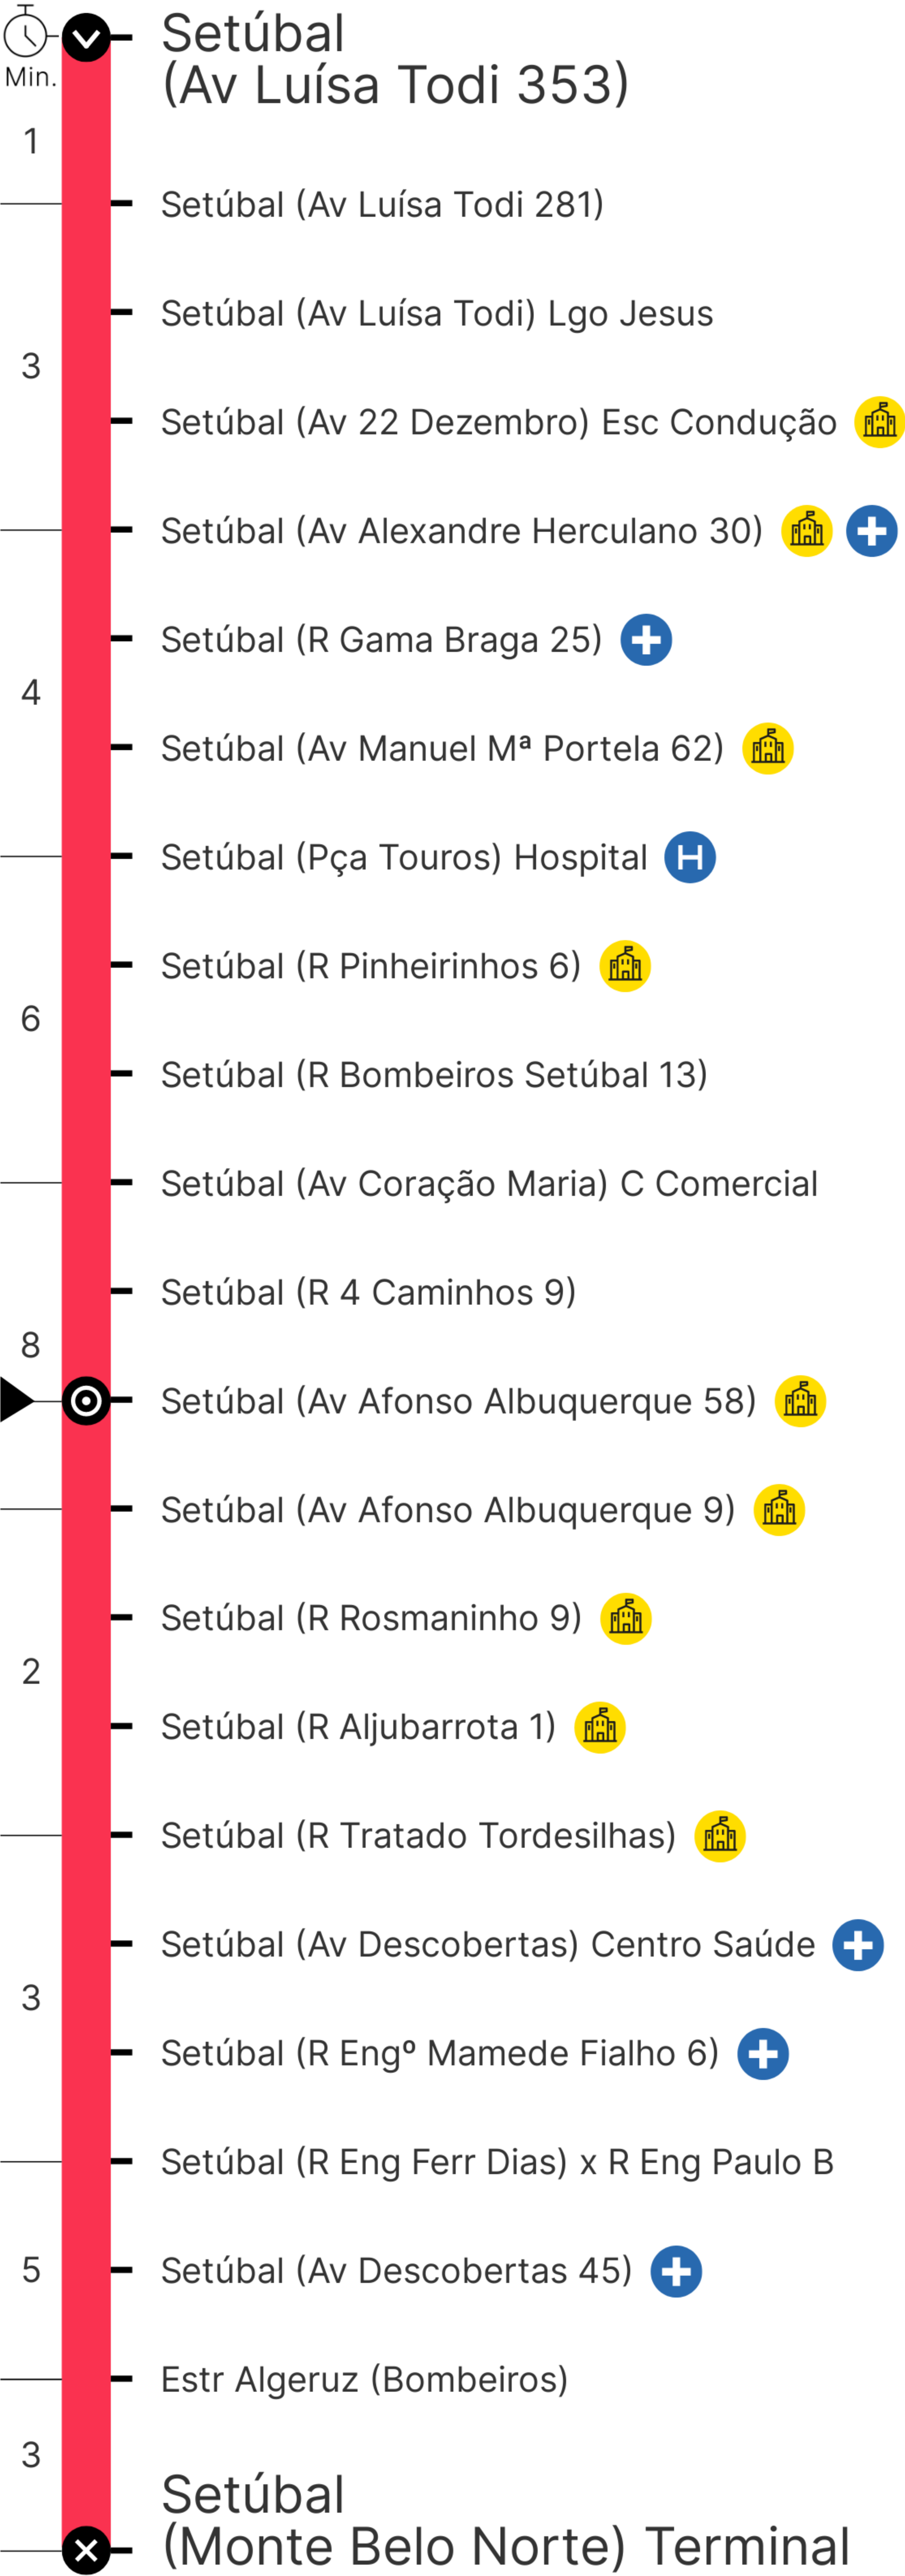 Min.
Setúbal
(Av Luísa Todi 353)
1
Setúbal (Av Luísa Todi 281)
Setúbal (Av Luísa Todi) Lgo Jesus
3
Setúbal (Av 22 Dezembro) Esc Condução
Setúbal (Av Alexandre Herculano 30)
Setúbal (R Gama Braga 25)
4
Setúbal (Av Manuel Mª Portela 62)
Setúbal (Pça Touros) Hospital H
Setúbal (R Pinheirinhos 6)
6
Setúbal (R Bombeiros Setúbal 13)
Setúbal (Av Coração Maria) C Comercial
Setúbal (R 4 Caminhos 9)
8
Setúbal (Av Afonso Albuquerque 58)
Setúbal (Av Afonso Albuquerque 9)
Setúbal (R Rosmaninho 9)
2
Setúbal (R Aljubarrota 1)
Setúbal (R Tratado Tordesilhas)
Setúbal (Av Descobertas) Centro Saúde
3
Setúbal (R Engº Mamede Fialho 6)
Setúbal (R Eng Ferr Dias) x R Eng Paulo B
5
Setúbal (Av Descobertas 45)
Estr Algeruz (Bombeiros)
3
Setúbal
(Monte Belo Norte) Terminal